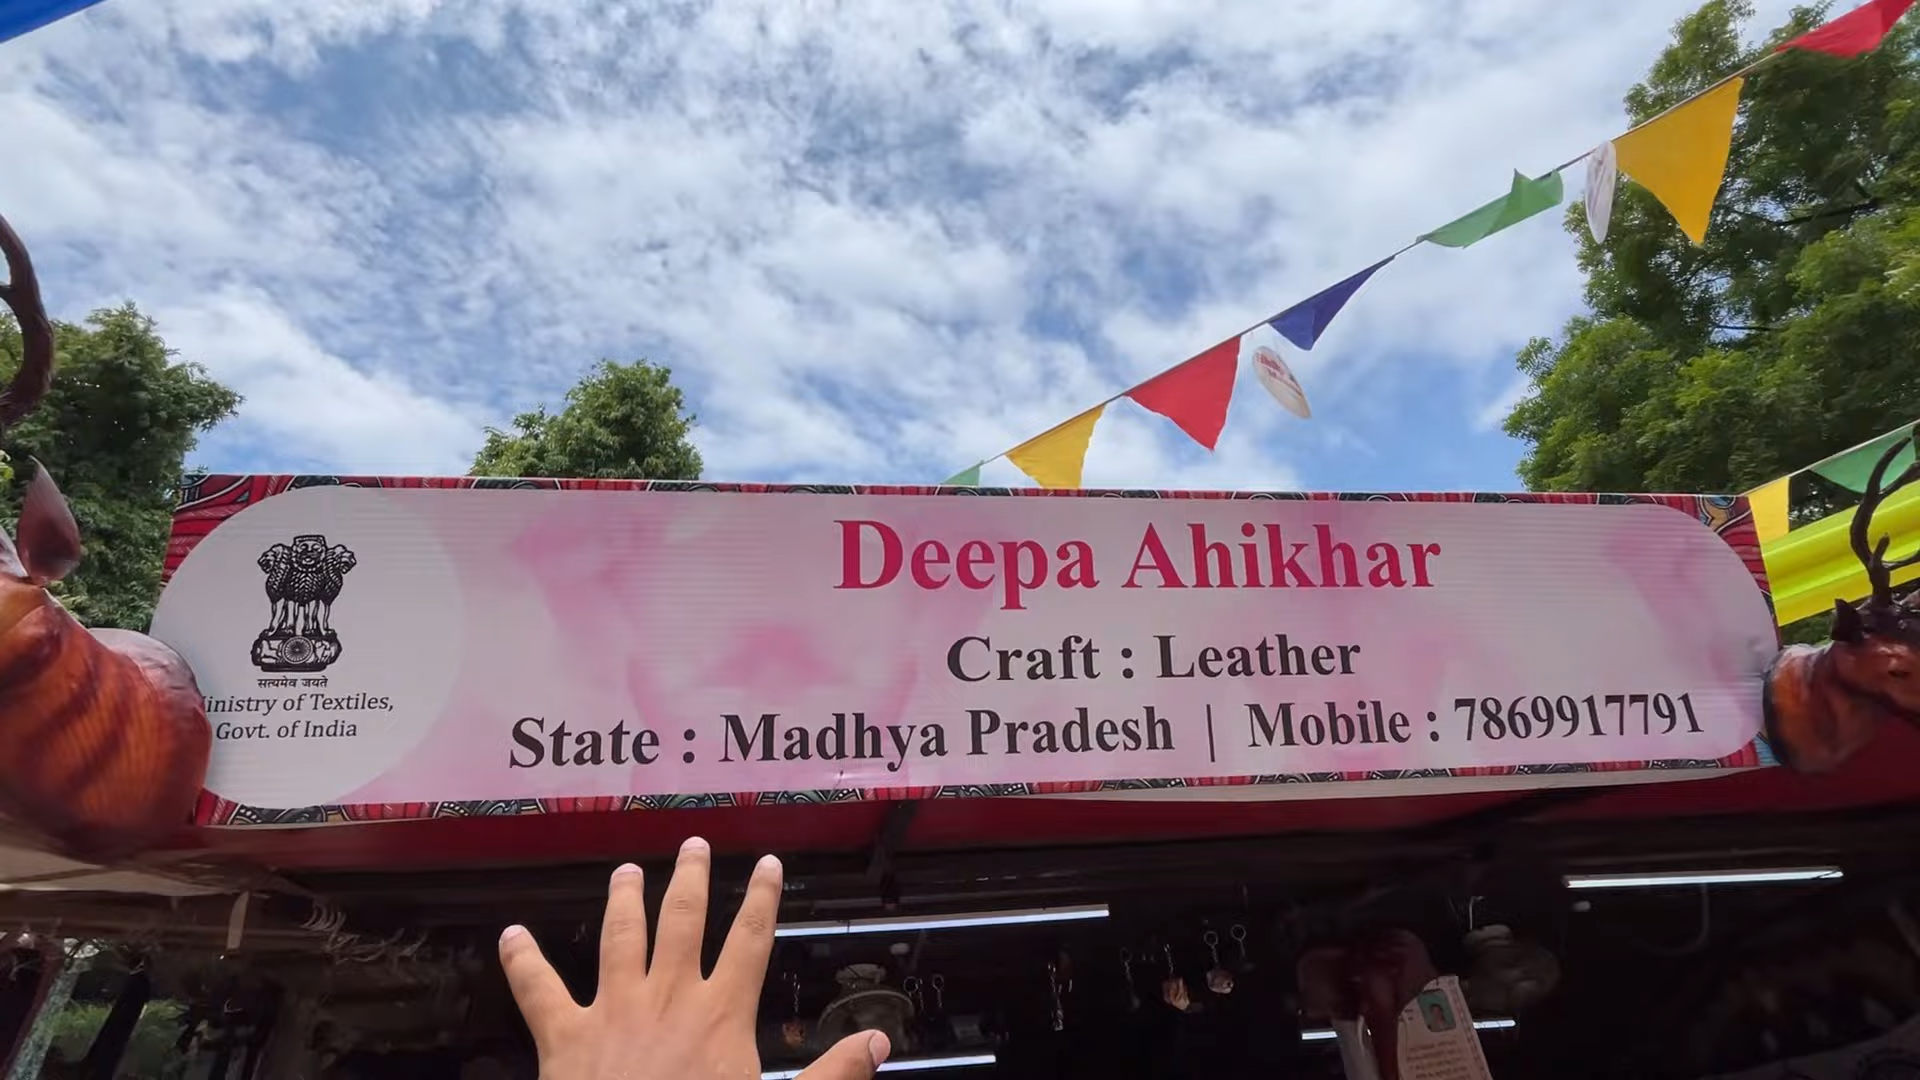 Deepa Ahikhar
Craft : Leather
State : Madhya Pradesh | Mobile : 7869917791
सत्यमेव जयते
inistry of Textiles,
Govt. of India